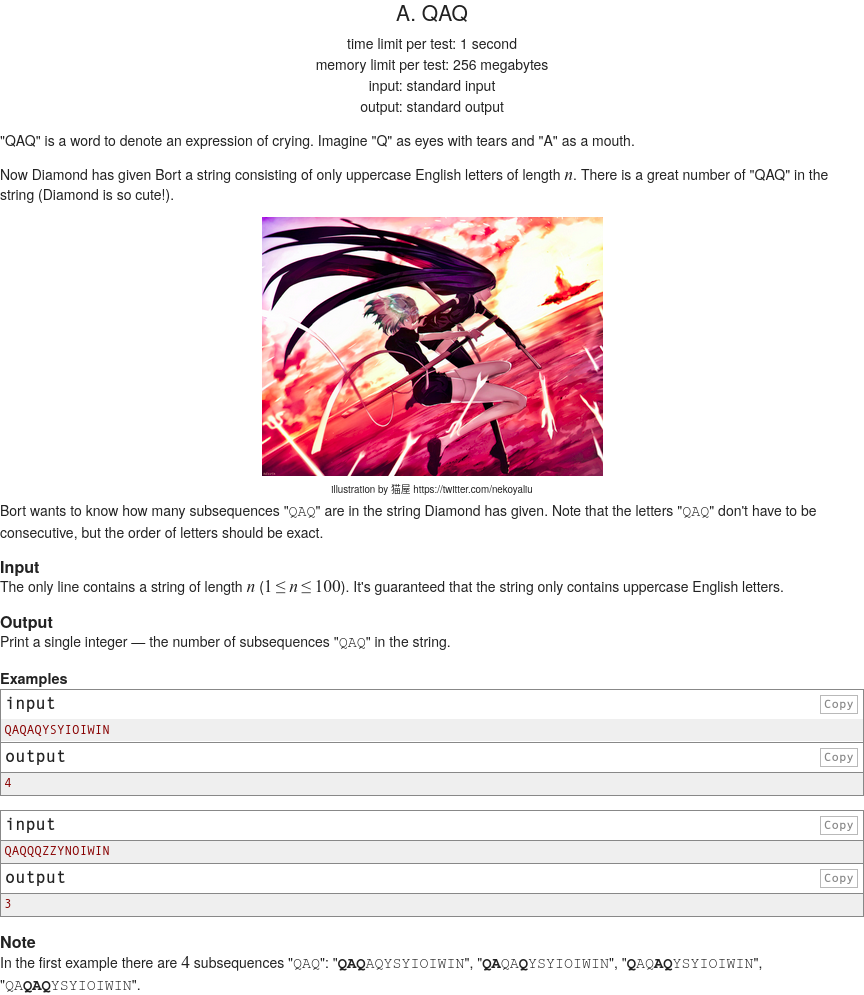 A. QAQ
time limit per test: 1 second
memory limit per test: 256 megabytes
input: standard input
output: standard output
"QAQ" is a word to denote an expression of crying. Imagine "Q" as eyes with tears and "A" as a mouth.
Now Diamond has given Bort a string consisting of only uppercase English letters of length n. There is a great number of "QAQ" in the
string (Diamond is so cute!).
illustration by 猫屋 https://twitter.com/nekoyaliu
Bort wants to know how many subsequences "QAQ" are in the string Diamond has given. Note that the letters "QAQ" don't have to be
consecutive, but the order of letters should be exact.
Input
The only line contains a string of length n (1 ≤ n ≤ 100). It's guaranteed that the string only contains uppercase English letters.
Output
Print a single integer — the number of subsequences "QAQ" in the string.
Examples
input Copy
QAQAQYSYIOIWIN
output Copy
4
input Copy
QAQQQZZYNOIWIN
output Copy
3
Note
In the first example there are 4 subsequences "QAQ": "QAQAQYSYIOIWIN", "QAQAQYSYIOIWIN", "QAQAQYSYIOIWIN",
"QAQAQYSYIOIWIN".